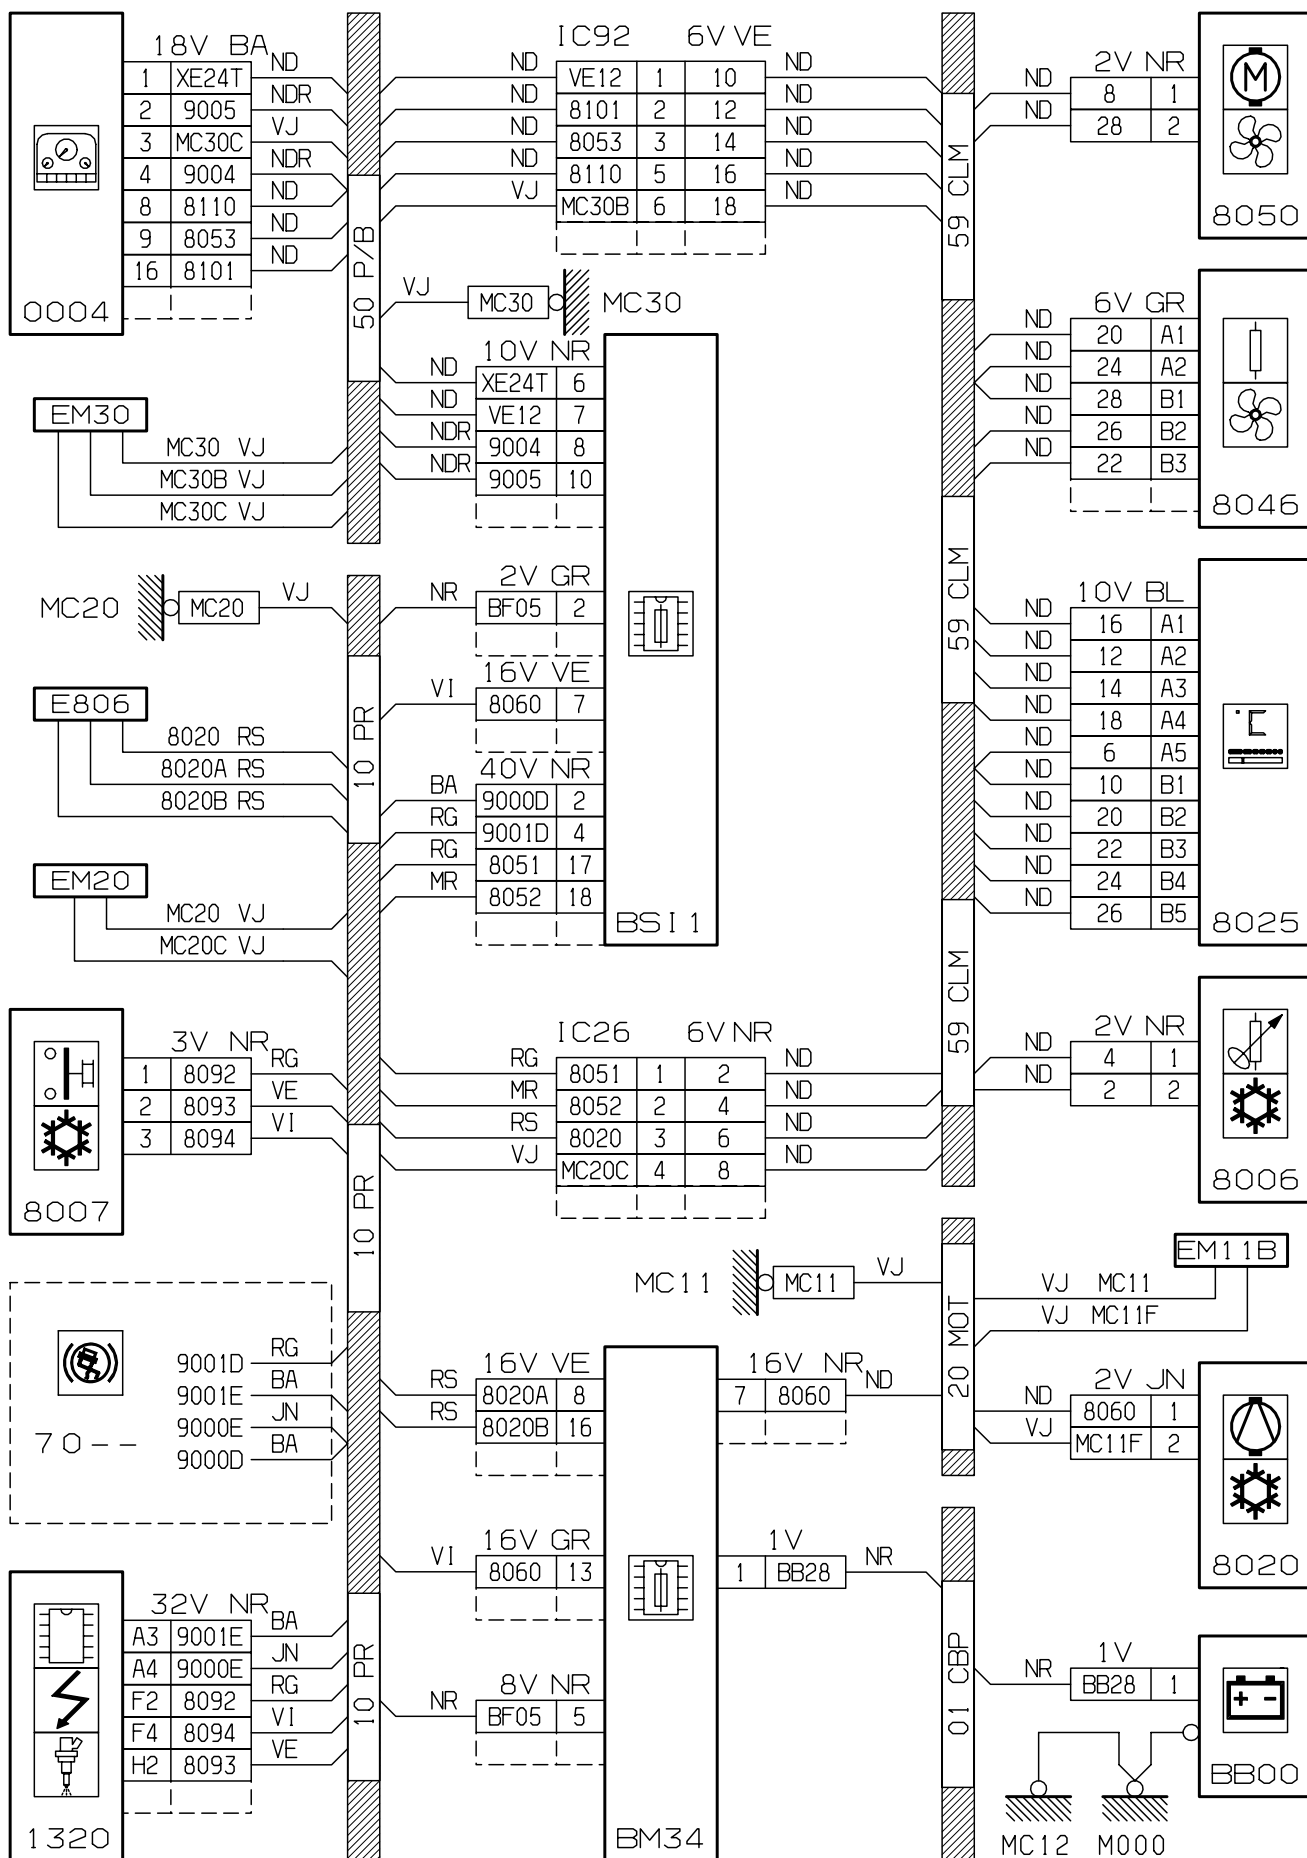 18V BA
1 XE24T ND
2 9005 NDR
3 MC30C VJ
4 9004 NDR
8 8110 ND
9 8053 ND
16 8101 ND
0004
50 P/B
IC92 6V VE
ND VE12 1 10 ND
ND 8101 2 12 ND
ND 8053 3 14 ND
ND 8110 5 16 ND
VJ MC30B 6 18 ND
59 CLM
2V NR
ND 8 1
ND 28 2
M
8050
VJ MC30 MC30
10V NR
ND XE24T 6
ND VE12 7
NDR 9004 8
NDR 9005 10
6V GR
ND 20 A1
ND 24 A2
ND 28 B1
ND 26 B2
ND 22 B3
8046
EM30
MC30 VJ
MC30B VJ
MC30C VJ
MC20 MC20 VJ
2V GR
NR BF05 2
16V VE
VI 8060 7
40V NR
BA 9000D 2
RG 9001D 4
RG 8051 17
MR 8052 18
BSI1
E806
8020 RS
8020A RS
8020B RS
10 PR
59 CLM
10V BL
ND 16 A1
ND 12 A2
ND 14 A3
ND 18 A4
ND 6 A5
ND 10 B1
ND 20 B2
ND 22 B3
ND 24 B4
ND 26 B5
°C
8025
EM20
MC20 VJ
MC20C VJ
3V NR
1 8092 RG
2 8093 VE
3 8094 VI
8007
10 PR
IC26 6V NR
RG 8051 1 2 ND
MR 8052 2 4 ND
RS 8020 3 6 ND
VJ MC20C 4 8 ND
59 CLM
2V NR
ND 4 1
ND 2 2
8006
MC11 MC11 VJ
20 MOT
EM11B
VJ MC11
VJ MC11F
9001D RG
9001E BA
9000E JN
9000D BA
70--
16V VE
RS 8020A 8
RS 8020B 16
16V NR
7 8060 ND
2V JN
ND 8060 1
VJ MC11F 2
8020
16V GR
VI 8060 13
1V
1 BB28 NR
8V NR
NR BF05 5
BM34
32V NR
A3 9001E BA
A4 9000E JN
F2 8092 RG
F4 8094 VI
H2 8093 VE
1320
10 PR
01 CBP
1V
NR BB28 1
+ -
BB00
MC12 M000